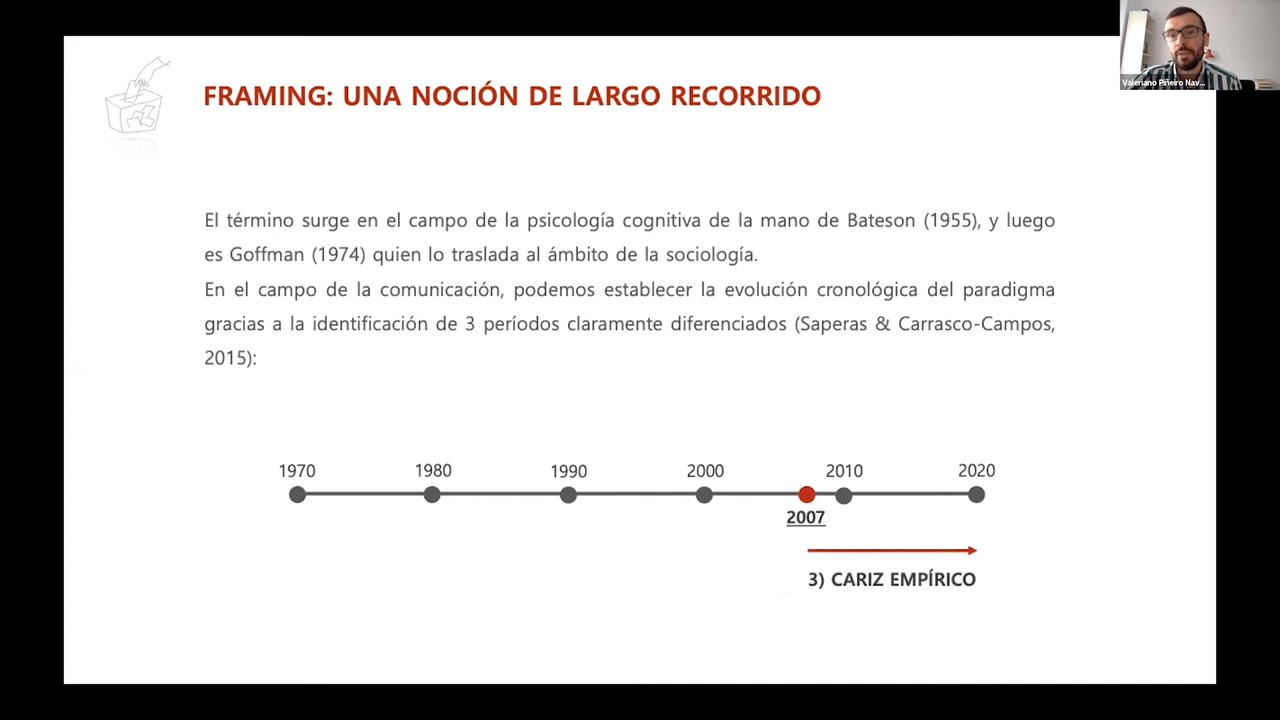 FRAMING: UNA NOCIÓN DE LARGO RECORRIDO
Valeriano Piñeiro Nav...
El término surge en el campo de la psicología cognitiva de la mano de Bateson (1955), y luego
es Goffman (1974) quien lo traslada al ámbito de la sociología.
En el campo de la comunicación, podemos establecer la evolución cronológica del paradigma
gracias a la identificación de 3 períodos claramente diferenciados (Saperas & Carrasco-Campos,
2015):
1970 1980 1990 2000 2010 2020
2007
3) CARIZ EMPÍRICO